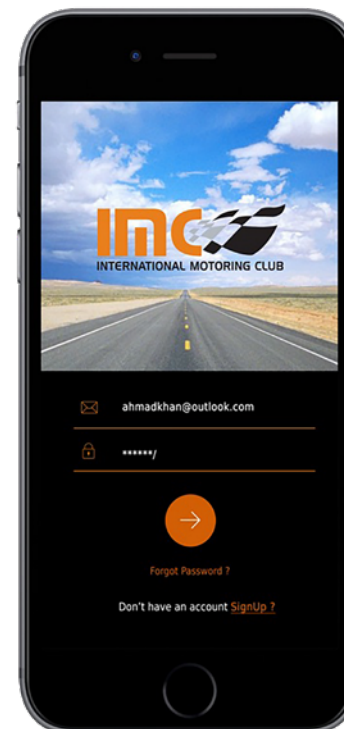 IMC
INTERNATIONAL MOTORING CLUB
ahmadkhan@outlook.com
******/
Forgot Password ?
Don't have an account SignUp ?